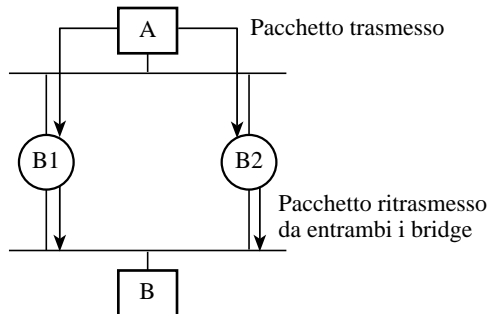 A
Pacchetto trasmesso
B1
B2
Pacchetto ritrasmesso
da entrambi i bridge
B